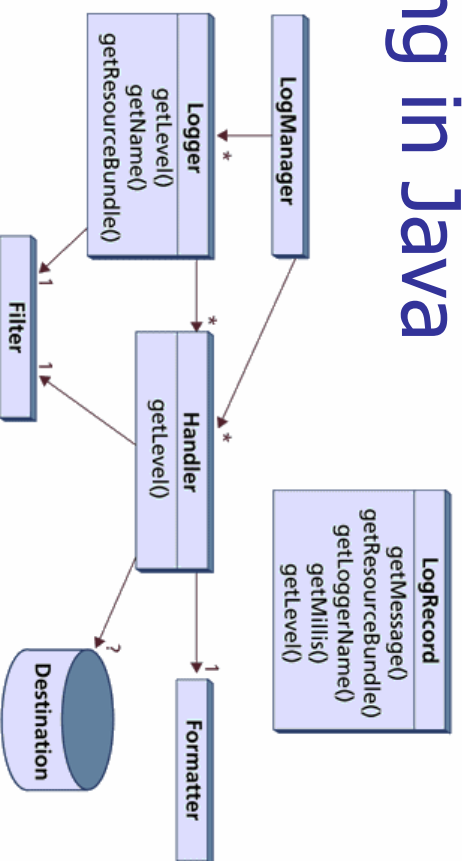 ng in Java
LogManager
*
*
Logger
getLevel()
getName()
getResourceBundle()
*
Handler
getLevel()
1
Filter
1
?
Destination
1
Formatter
LogRecord
getMessage()
getResourceBundle()
getLoggerName()
getMillis()
getLevel()